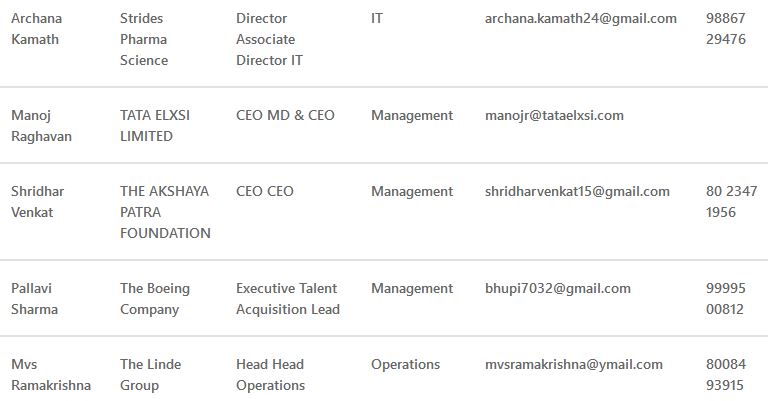 Archana Kamath
Strides Pharma Science
Director Associate Director IT
IT
archana.kamath24@gmail.com
98867 29476
Manoj Raghavan
TATA ELXSI LIMITED
CEO MD & CEO
Management
manojr@tataelxsi.com
Shridhar Venkat
THE AKSHAYA PATRA FOUNDATION
CEO CEO
Management
shridharvenkat15@gmail.com
80 2347 1956
Pallavi Sharma
The Boeing Company
Executive Talent Acquisition Lead
Management
bhupi7032@gmail.com
99995 00812
Mvs Ramakrishna
The Linde Group
Head Head Operations
Operations
mvsramakrishna@ymail.com
80084 93915